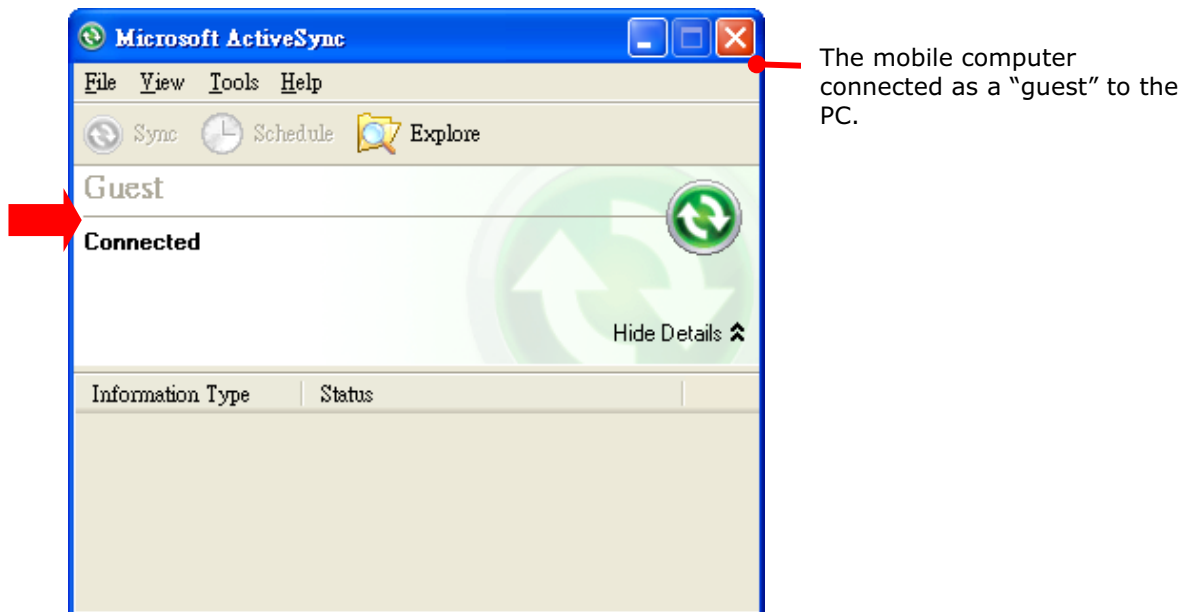 Microsoft ActiveSync
File View Tools Help
Sync Schedule Explore
Guest
Connected
Hide Details
Information Type Status
The mobile computer
connected as a “guest” to the
PC.